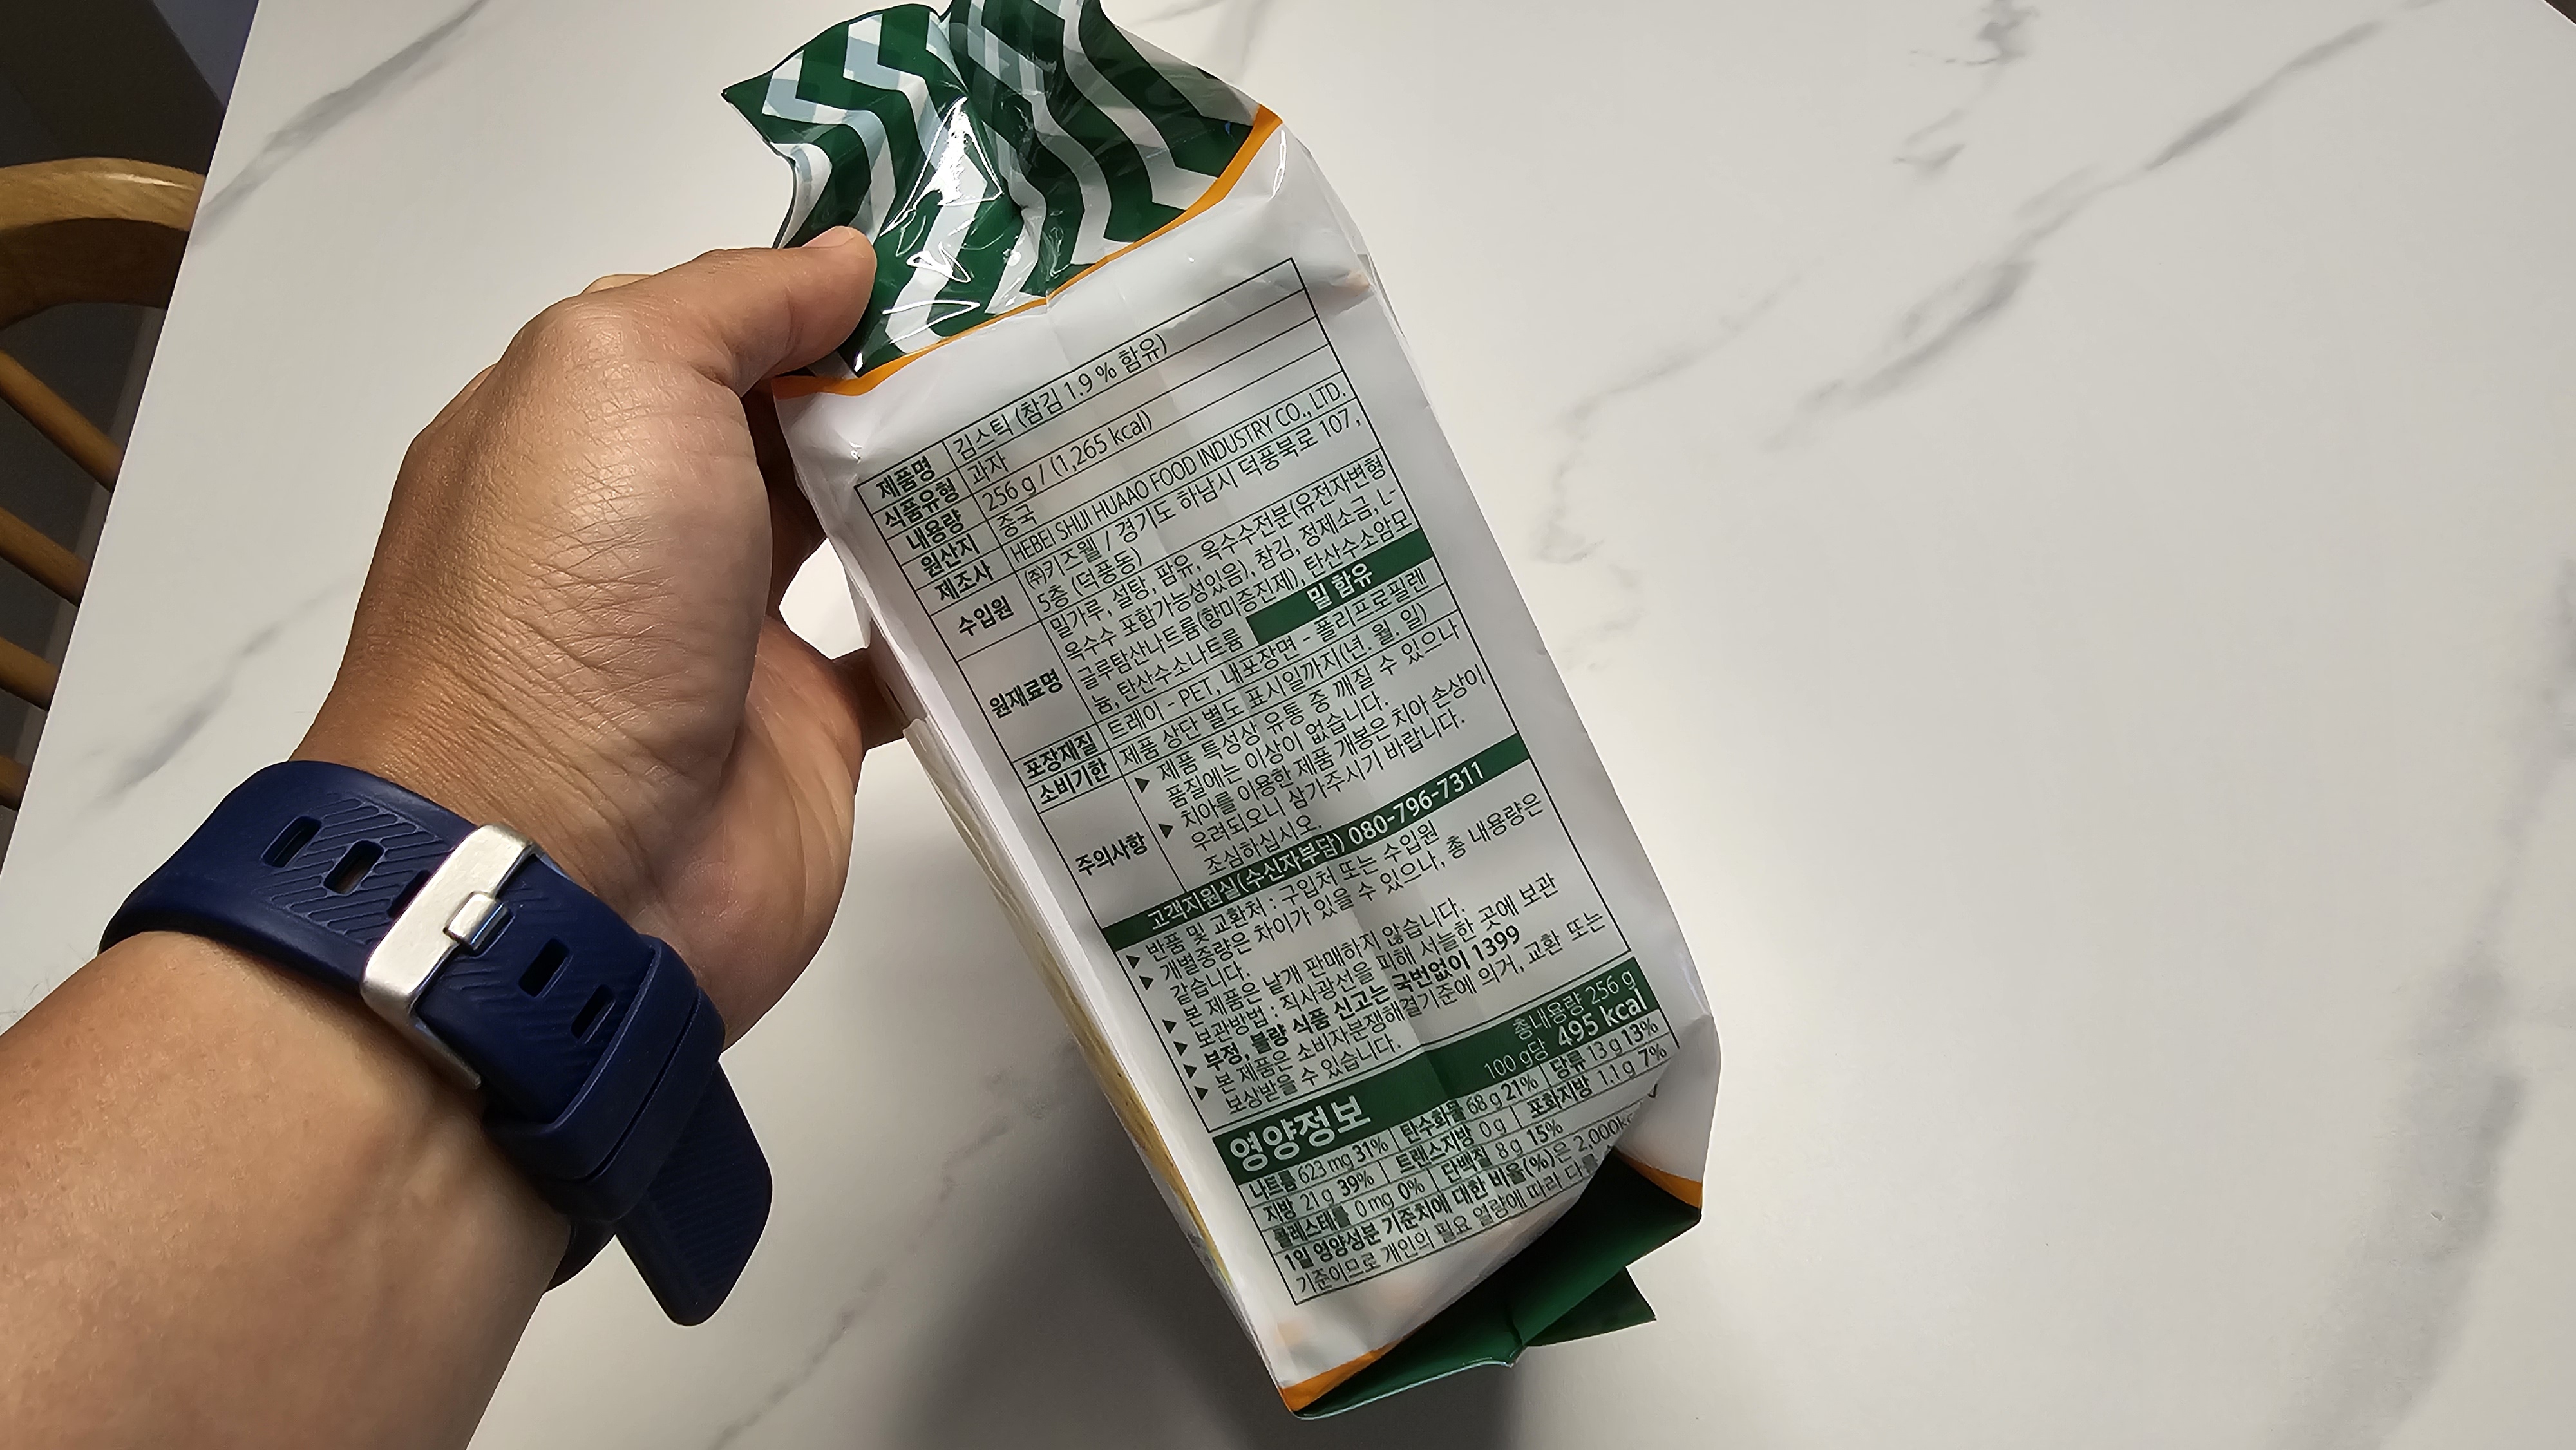 제품명 김스틱 (참김 1.9 % 함유)
식품유형 과자
내용량 256 g / (1,265 kcal)
원산지 중국
제조사 HEBEI SHIJI HUAAO FOOD INDUSTRY CO., LTD.
수입원 ㈜키즈월 / 경기도 하남시 덕풍북로 107,
5층 (덕풍동)
원재료명 밀가루, 설탕, 팜유, 옥수수전분(유전자변형
옥수수 포함가능성있음), 참김, 정제소금, L-
글루탐산나트륨(향미증진제), 탄산수소암모
늄, 탄산수소나트륨 밀 함유
포장재질 트레이 - PET, 내포장면 - 폴리프로필렌
소비기한 제품 상단 별도 표시일까지(년. 월. 일)
주의사항 ▶ 제품 특성상 유통 중 깨질 수 있으나
품질에는 이상이 없습니다.
▶ 치아를 이용한 제품 개봉은 치아 손상이
우려되오니 삼가주시기 바랍니다.
조심하십시오.
고객지원실(수신자부담) 080-796-7311
▶ 반품 및 교환처 : 구입처 또는 수입원
▶ 개별중량은 차이가 있을 수 있으나, 총 내용량은
같습니다.
▶ 본 제품은 낱개 판매하지 않습니다.
▶ 보관방법 : 직사광선을 피해 서늘한 곳에 보관
▶ 부정, 불량 식품 신고는 국번없이 1399
▶ 본 제품은 소비자분쟁해결기준에 의거, 교환 또는
보상받을 수 있습니다.
영양정보 총내용량 256 g
100 g당 495 kcal
나트륨 623 mg 31% 탄수화물 68 g 21% 당류 13 g 13%
지방 21 g 39% 트랜스지방 0 g 포화지방 1.1 g 7%
콜레스테롤 0 mg 0% 단백질 8 g 15%
1일 영양성분 기준치에 대한 비율(%)은 2,000kc
기준이므로 개인의 필요 열량에 따라 다를